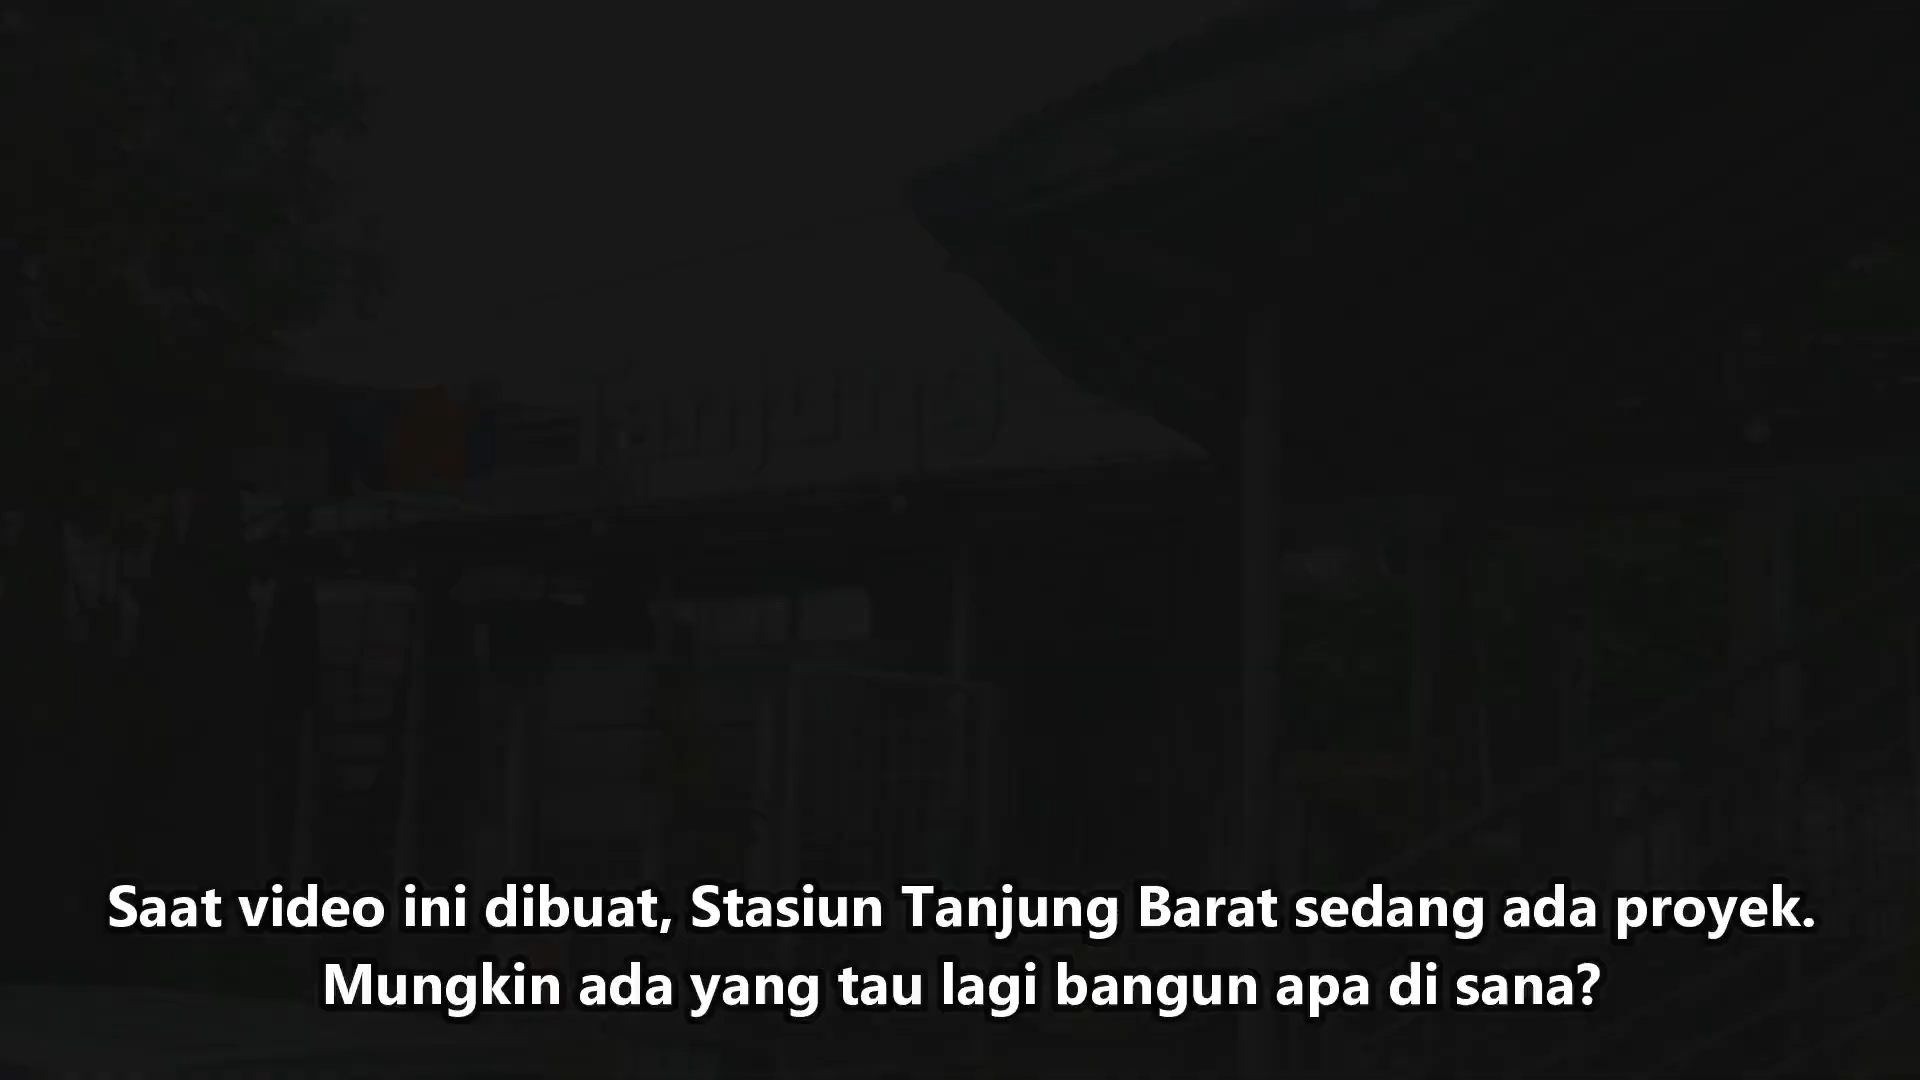 Tanjung
Saat video ini dibuat, Stasiun Tanjung Barat sedang ada proyek.
Mungkin ada yang tau lagi bangun apa di sana?